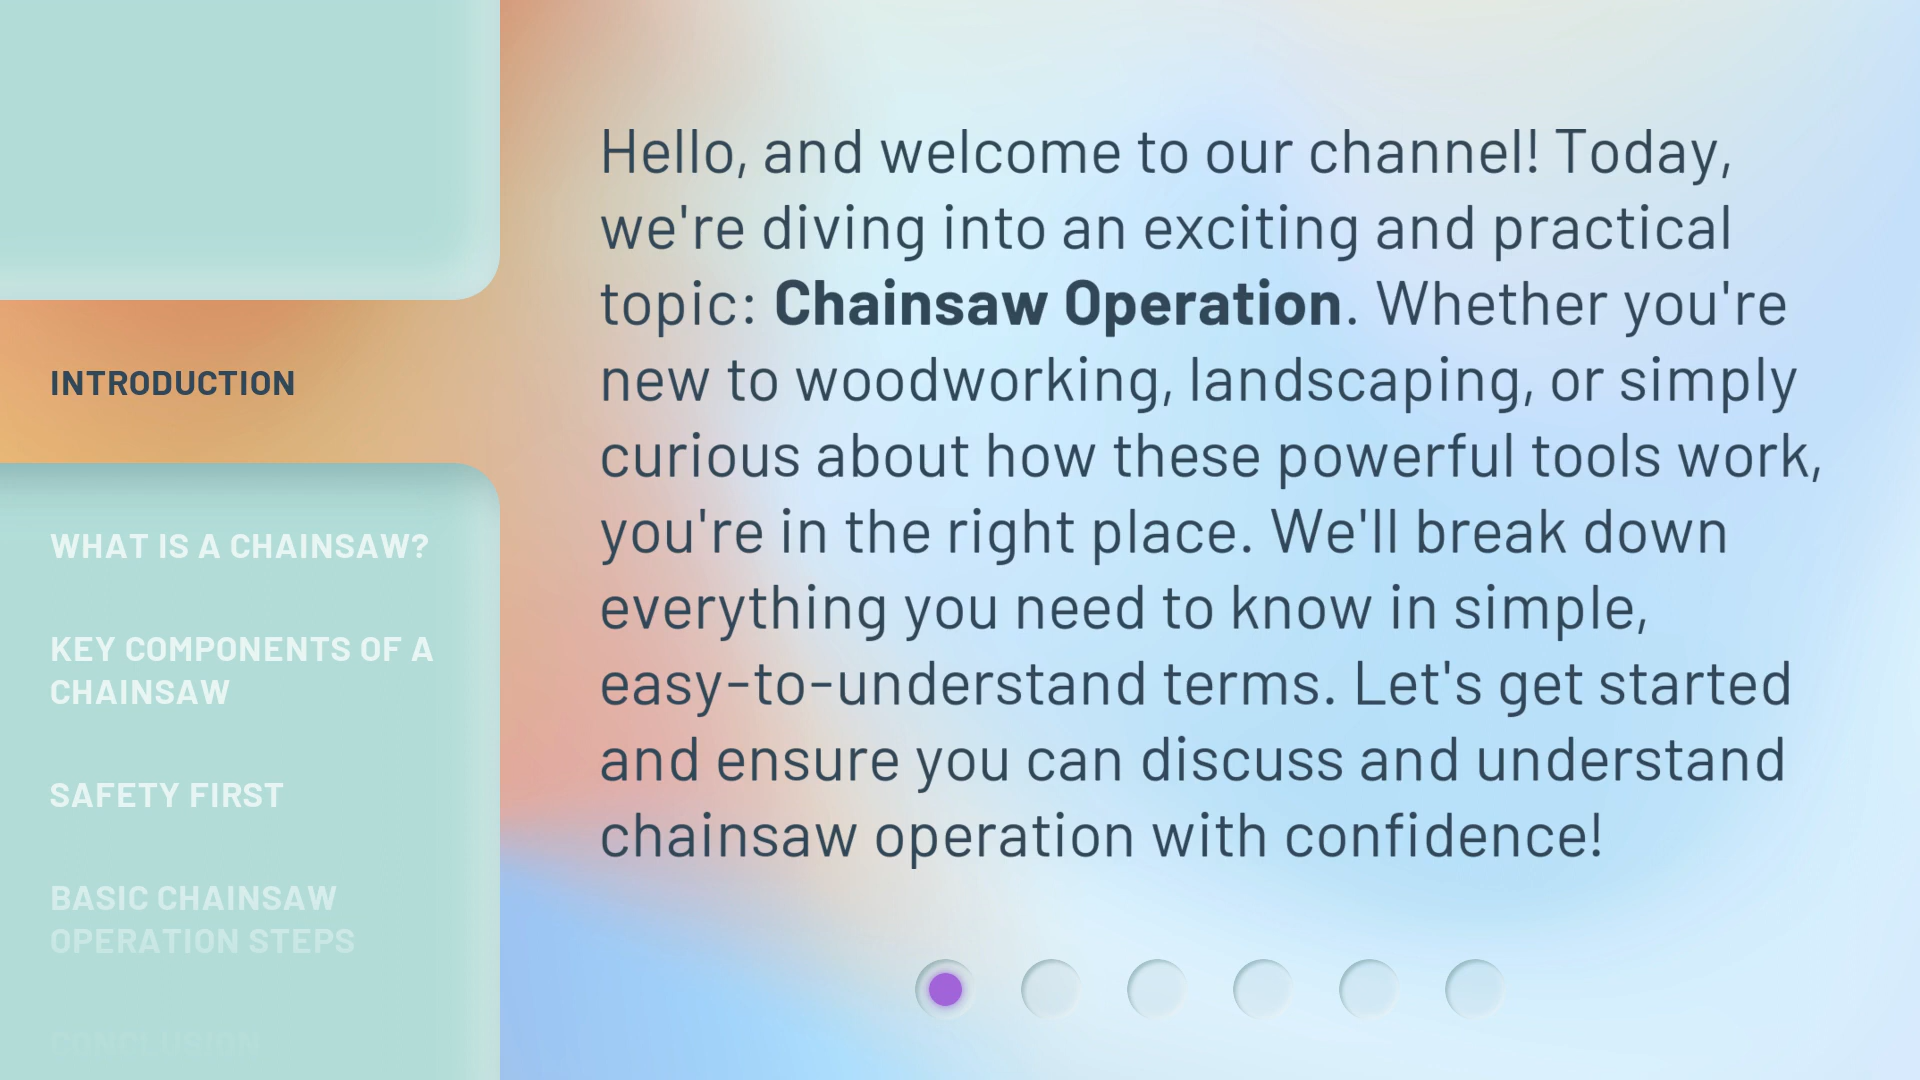 INTRODUCTION
WHAT IS A CHAINSAW?
KEY COMPONENTS OF A
CHAINSAW
SAFETY FIRST
BASIC CHAINSAW
OPERATION STEPS
CONCLUSION
Hello, and welcome to our channel! Today,
we're diving into an exciting and practical
topic: Chainsaw Operation. Whether you're
new to woodworking, landscaping, or simply
curious about how these powerful tools work,
you're in the right place. We'll break down
everything you need to know in simple,
easy-to-understand terms. Let's get started
and ensure you can discuss and understand
chainsaw operation with confidence!